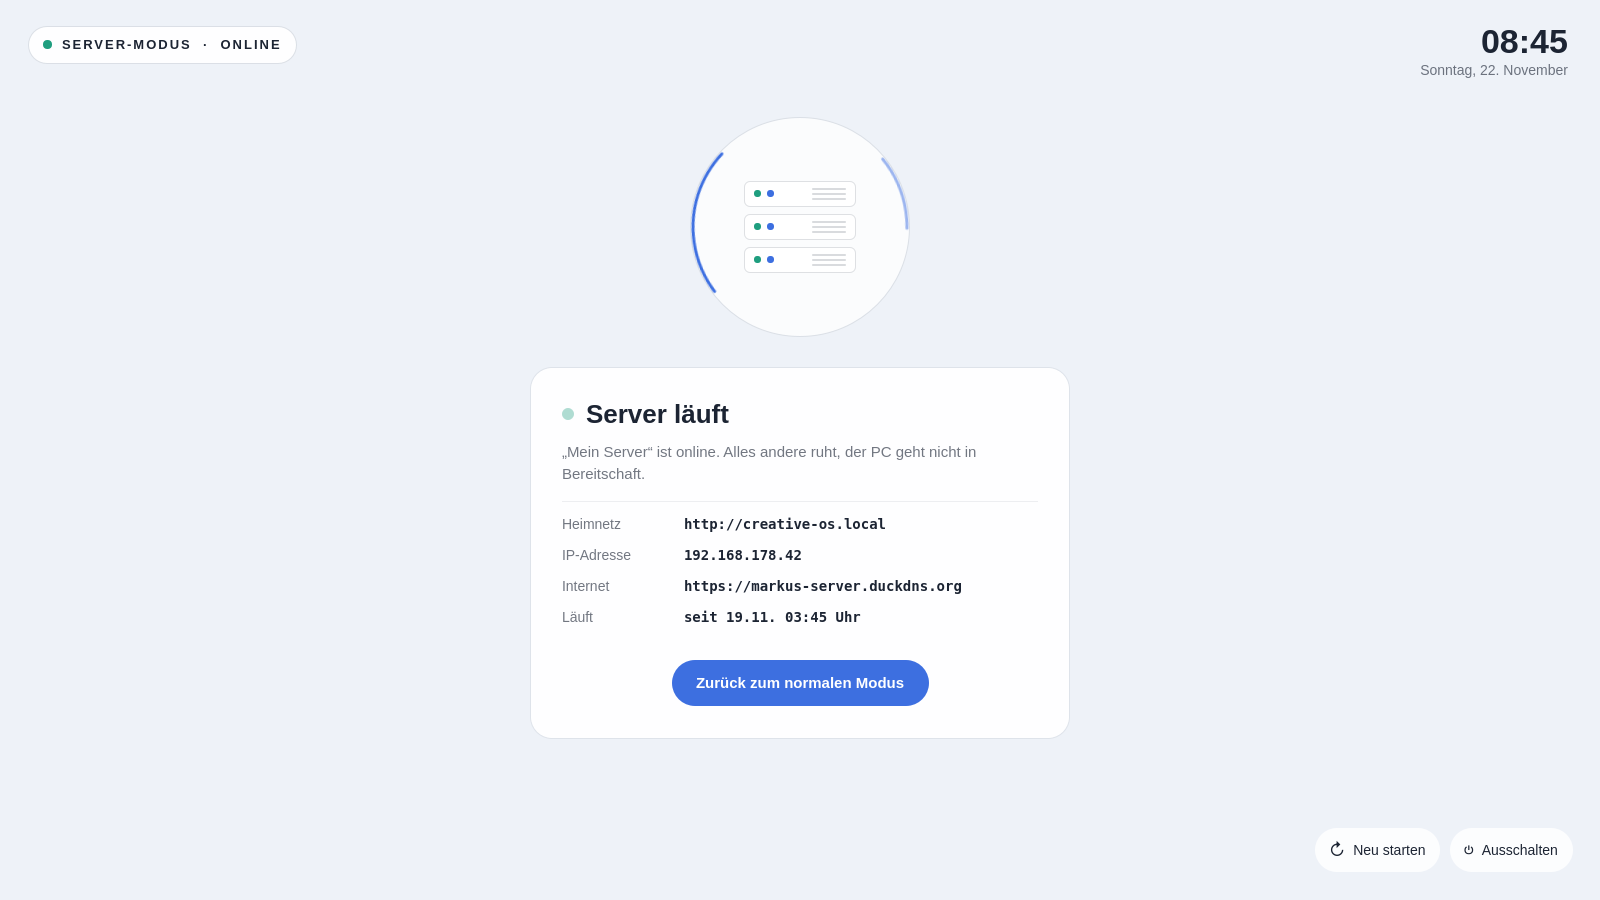 SERVER-MODUS · ONLINE
08:45
Sonntag, 22. November
Server läuft
„Mein Server“ ist online. Alles andere ruht, der PC geht nicht in
Bereitschaft.
Heimnetz http://creative-os.local
IP-Adresse 192.168.178.42
Internet https://markus-server.duckdns.org
Läuft seit 19.11. 03:45 Uhr
Zurück zum normalen Modus
Neu starten
Ausschalten